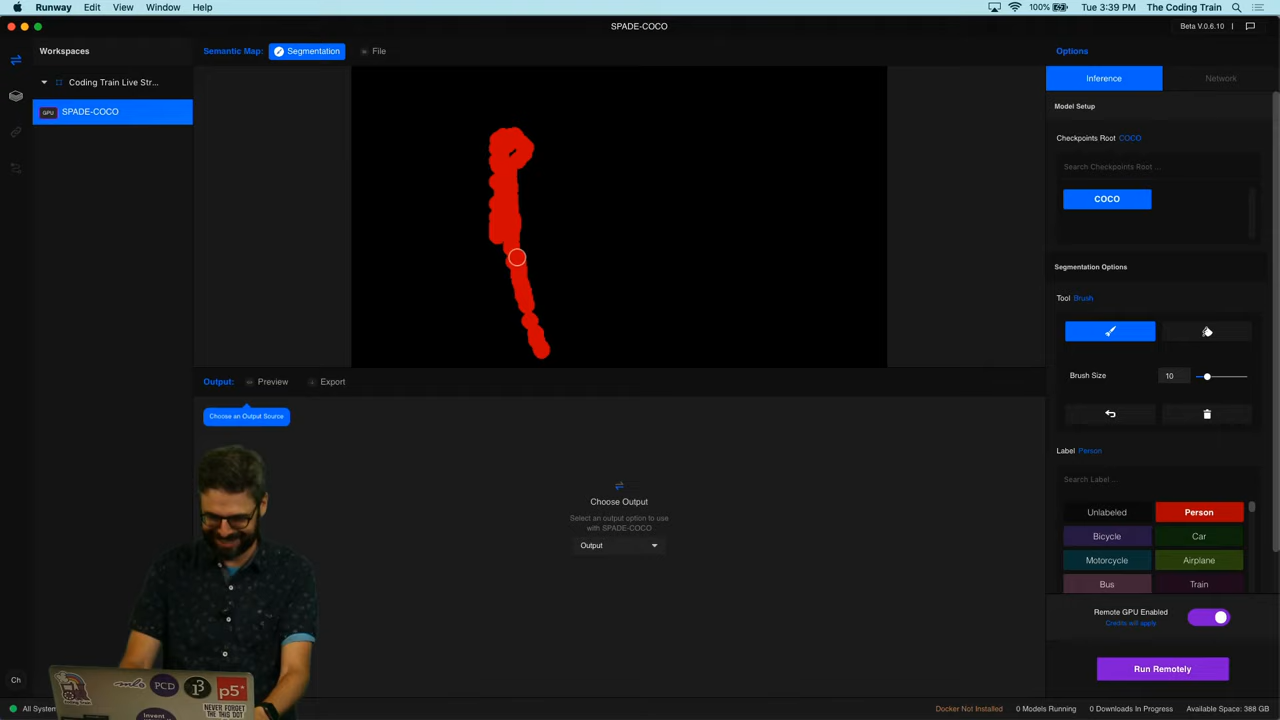 Runway File Edit View Window Help 100% Tue 3:39 PM The Coding Train
SPADE-COCO Beta V.0.6.10
Workspaces
Semantic Map: Segmentation File
Options
Coding Train Live Str...
GPU SPADE-COCO
Inference Network
Model Setup
Checkpoints Root COCO
Search Checkpoints Root ...
COCO
Segmentation Options
Tool Brush
Brush Size 10
Output: Preview Export
Choose an Output Source
Choose Output
Select an output option to use
with SPADE-COCO
Output
Label Person
Search Label ...
Unlabeled Person
Bicycle Car
Motorcycle Airplane
Bus Train
Remote GPU Enabled
Credits will apply
Run Remotely
Ch
PCD
p5*
NEVER FORGET
THE THIS DOT
Invent
All System
Docker Not Installed 0 Models Running 0 Downloads In Progress Available Space: 388 GB